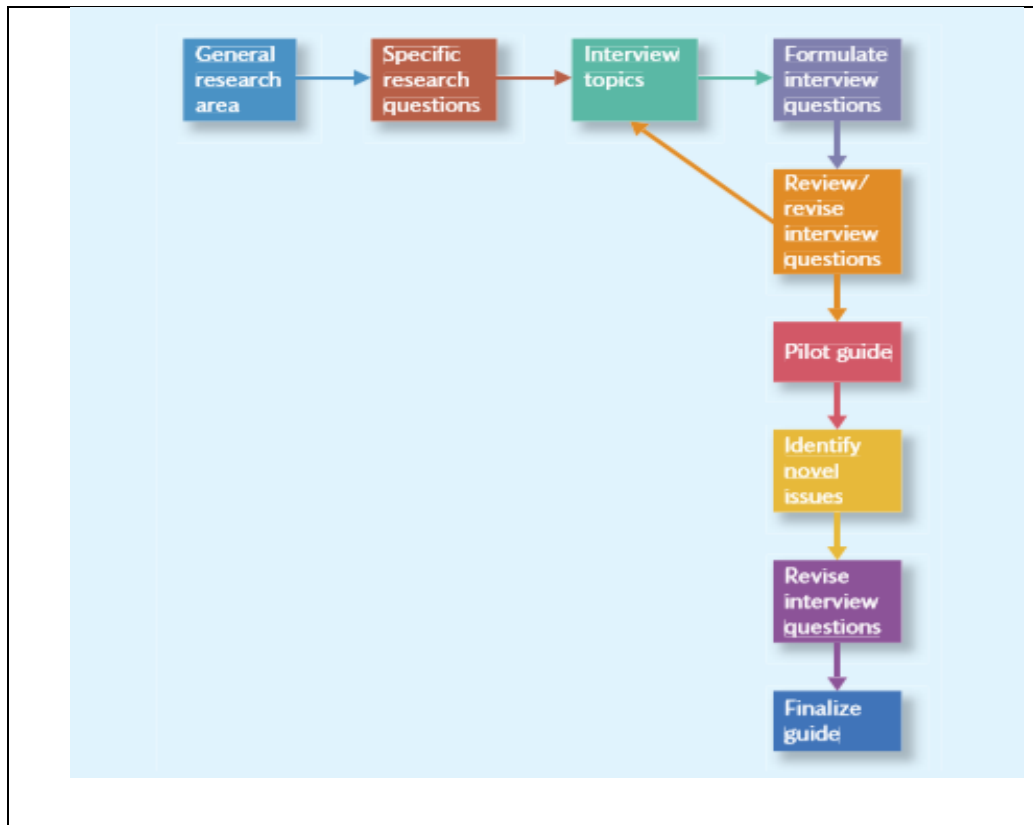 General
research
area
Specific
research
questions
Interview
topics
Formulate
interview
questions
Review/
revise
interview
questions
Pilot guide
Identify
novel
issues
Revise
interview
questions
Finalize
guide